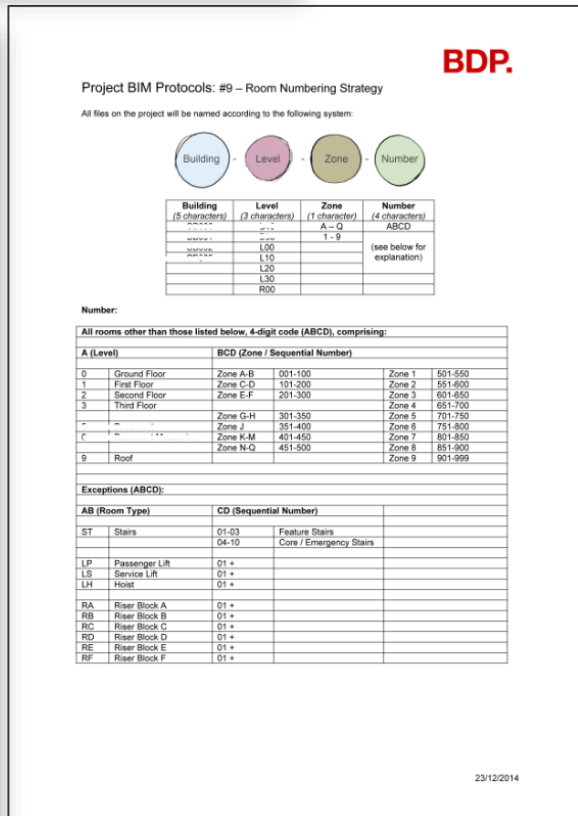 BDP.
Project BIM Protocols: #9 – Room Numbering Strategy
All files on the project will be named according to the following system:
Building - Level - Zone - Number
Building Level Zone Number
(5 characters) (3 characters) (1 character) (4 characters)
A – Q ABCD
1 - 9
L00 (see below for
L10 explanation)
L20
L30
R00
Number:
All rooms other than those listed below, 4-digit code (ABCD), comprising:
A (Level) BCD (Zone / Sequential Number)
0 Ground Floor Zone A-B 001-100 Zone 1 501-550
1 First Floor Zone C-D 101-200 Zone 2 551-600
2 Second Floor Zone E-F 201-300 Zone 3 601-650
3 Third Floor Zone 4 651-700
Zone G-H 301-350 Zone 5 701-750
Zone J 351-400 Zone 6 751-800
Zone K-M 401-450 Zone 7 801-850
Zone N-Q 451-500 Zone 8 851-900
9 Roof Zone 9 901-999
Exceptions (ABCD):
AB (Room Type) CD (Sequential Number)
ST Stairs 01-03 Feature Stairs
04-10 Core / Emergency Stairs
LP Passenger Lift 01 +
LS Service Lift 01 +
LH Hoist 01 +
RA Riser Block A 01 +
RB Riser Block B 01 +
RC Riser Block C 01 +
RD Riser Block D 01 +
RE Riser Block E 01 +
RF Riser Block F 01 +
23/12/2014